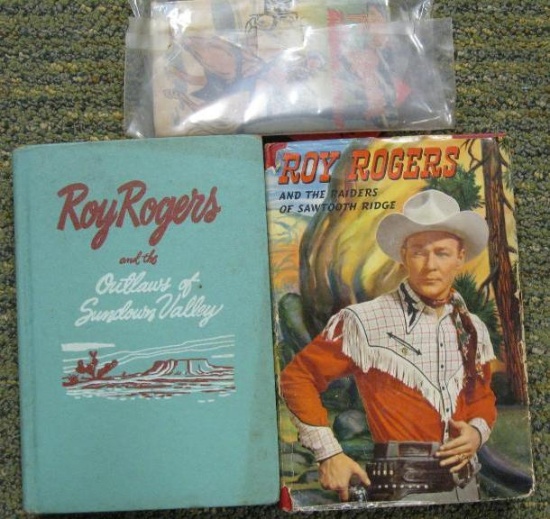 Roy Rogers
and the
Outlaws of
Sundown Valley
ROY ROGERS
AND THE RAIDERS
OF SAWTOOTH RIDGE